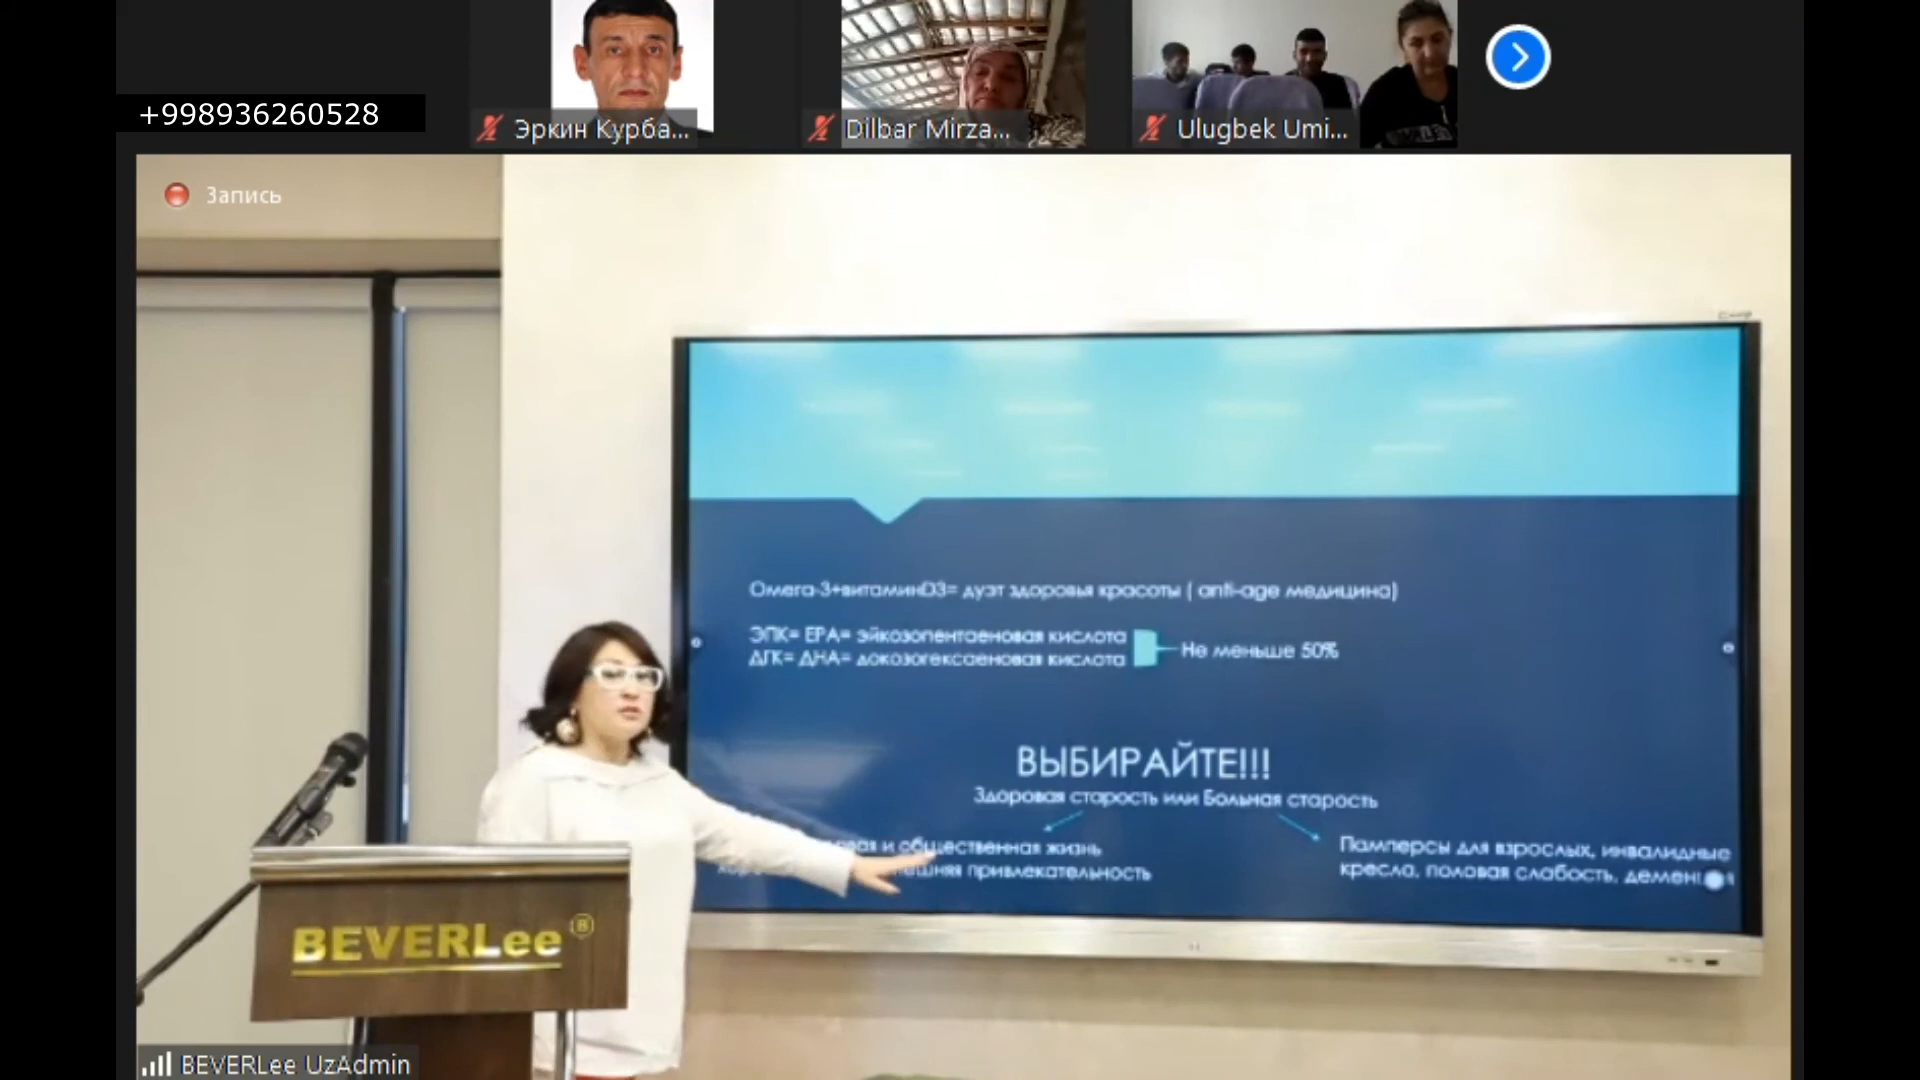 +998936260528
Эркин Курба...
Dilbar Mirza...
Ulugbek Umi...
Запись
Омега-3+витаминD3= дуэт здоровья красоты ( anti-age медицина)
ЭПК= EPA= эйкозопентаеновая кислота
ДГК= ДНА= докозогексаеновая кислота
Не меньше 50%
ВЫБИРАЙТЕ!!!
Здоровая старость или Больная старость
и общественная жизнь
привлекательность
Памперсы для взрослых, инвалидные
кресла, половая слабость,
BEVERLee®
BEVERLee UzAdmin